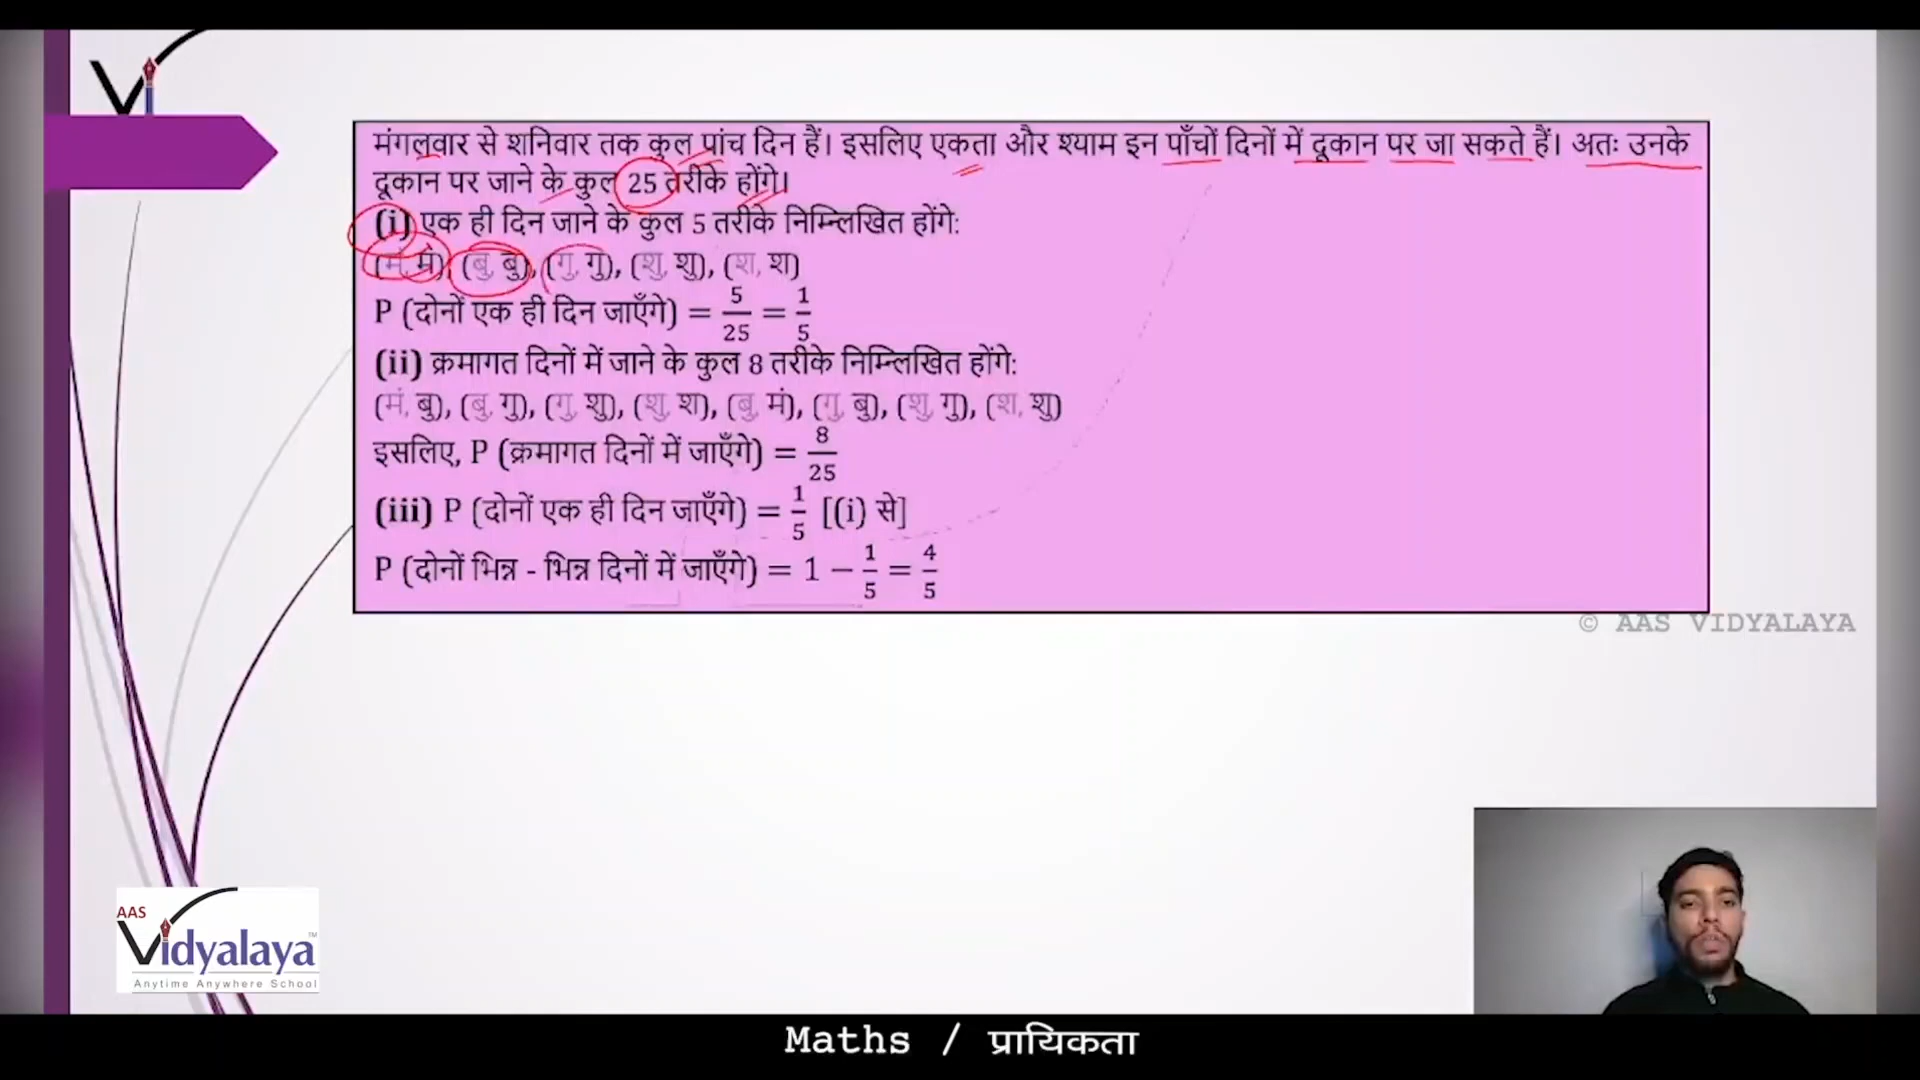 मंगलवार से शनिवार तक कुल पांच दिन हैं। इसलिए एकता और श्याम इन पाँचों दिनों में दूकान पर जा सकते हैं। अतः उनके
दूकान पर जाने के कुल 25 तरीके होंगे।
(i) एक ही दिन जाने के कुल 5 तरीके निम्न्लिखित होंगे:
(मं, मं), (बु, बु), (गु, गु), (शु, शु), (श, श)
P (दोनों एक ही दिन जाएँगे) = 5/25 = 1/5
(ii) क्रमागत दिनों में जाने के कुल 8 तरीके निम्न्लिखित होंगे:
(मं, बु), (बु, गु), (गु, शु), (शु, श), (बु, मं), (गु, बु), (शु, गु), (श, शु)
इसलिए, P (क्रमागत दिनों में जाएँगे) = 8/25
(iii) P (दोनों एक ही दिन जाएँगे) = 1/5 [(i) से]
P (दोनों भिन्न - भिन्न दिनों में जाएँगे) = 1 − 1/5 = 4/5
© AAS VIDYALAYA
AAS
Vidyalaya™
Anytime Anywhere School
Maths / प्रायिकता